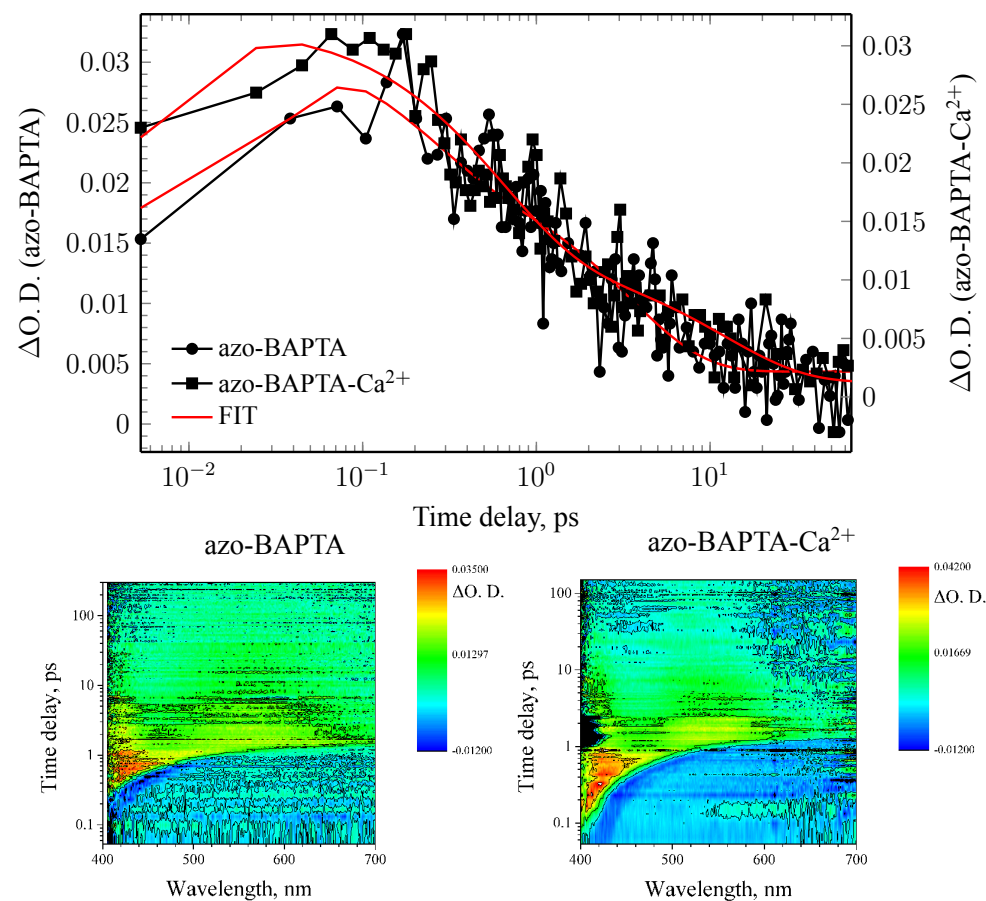 ΔO. D. (azo-BAPTA)
0.03
0.025
0.02
0.015
0.01
0.005
0
azo-BAPTA
azo-BAPTA-Ca²⁺
FIT
10⁻² 10⁻¹ 10⁰ 10¹
Time delay, ps
0.03
0.025
0.02
0.015
0.01
0.005
0
ΔO. D. (azo-BAPTA-Ca²⁺)
azo-BAPTA
Time delay, ps
100
10
1
0.1
400 500 600 700
Wavelength, nm
0.03500
ΔO. D.
0.01297
-0.01200
azo-BAPTA-Ca²⁺
Time delay, ps
100
10
1
0.1
400 500 600 700
Wavelength, nm
0.04200
ΔO. D.
0.01669
-0.01200